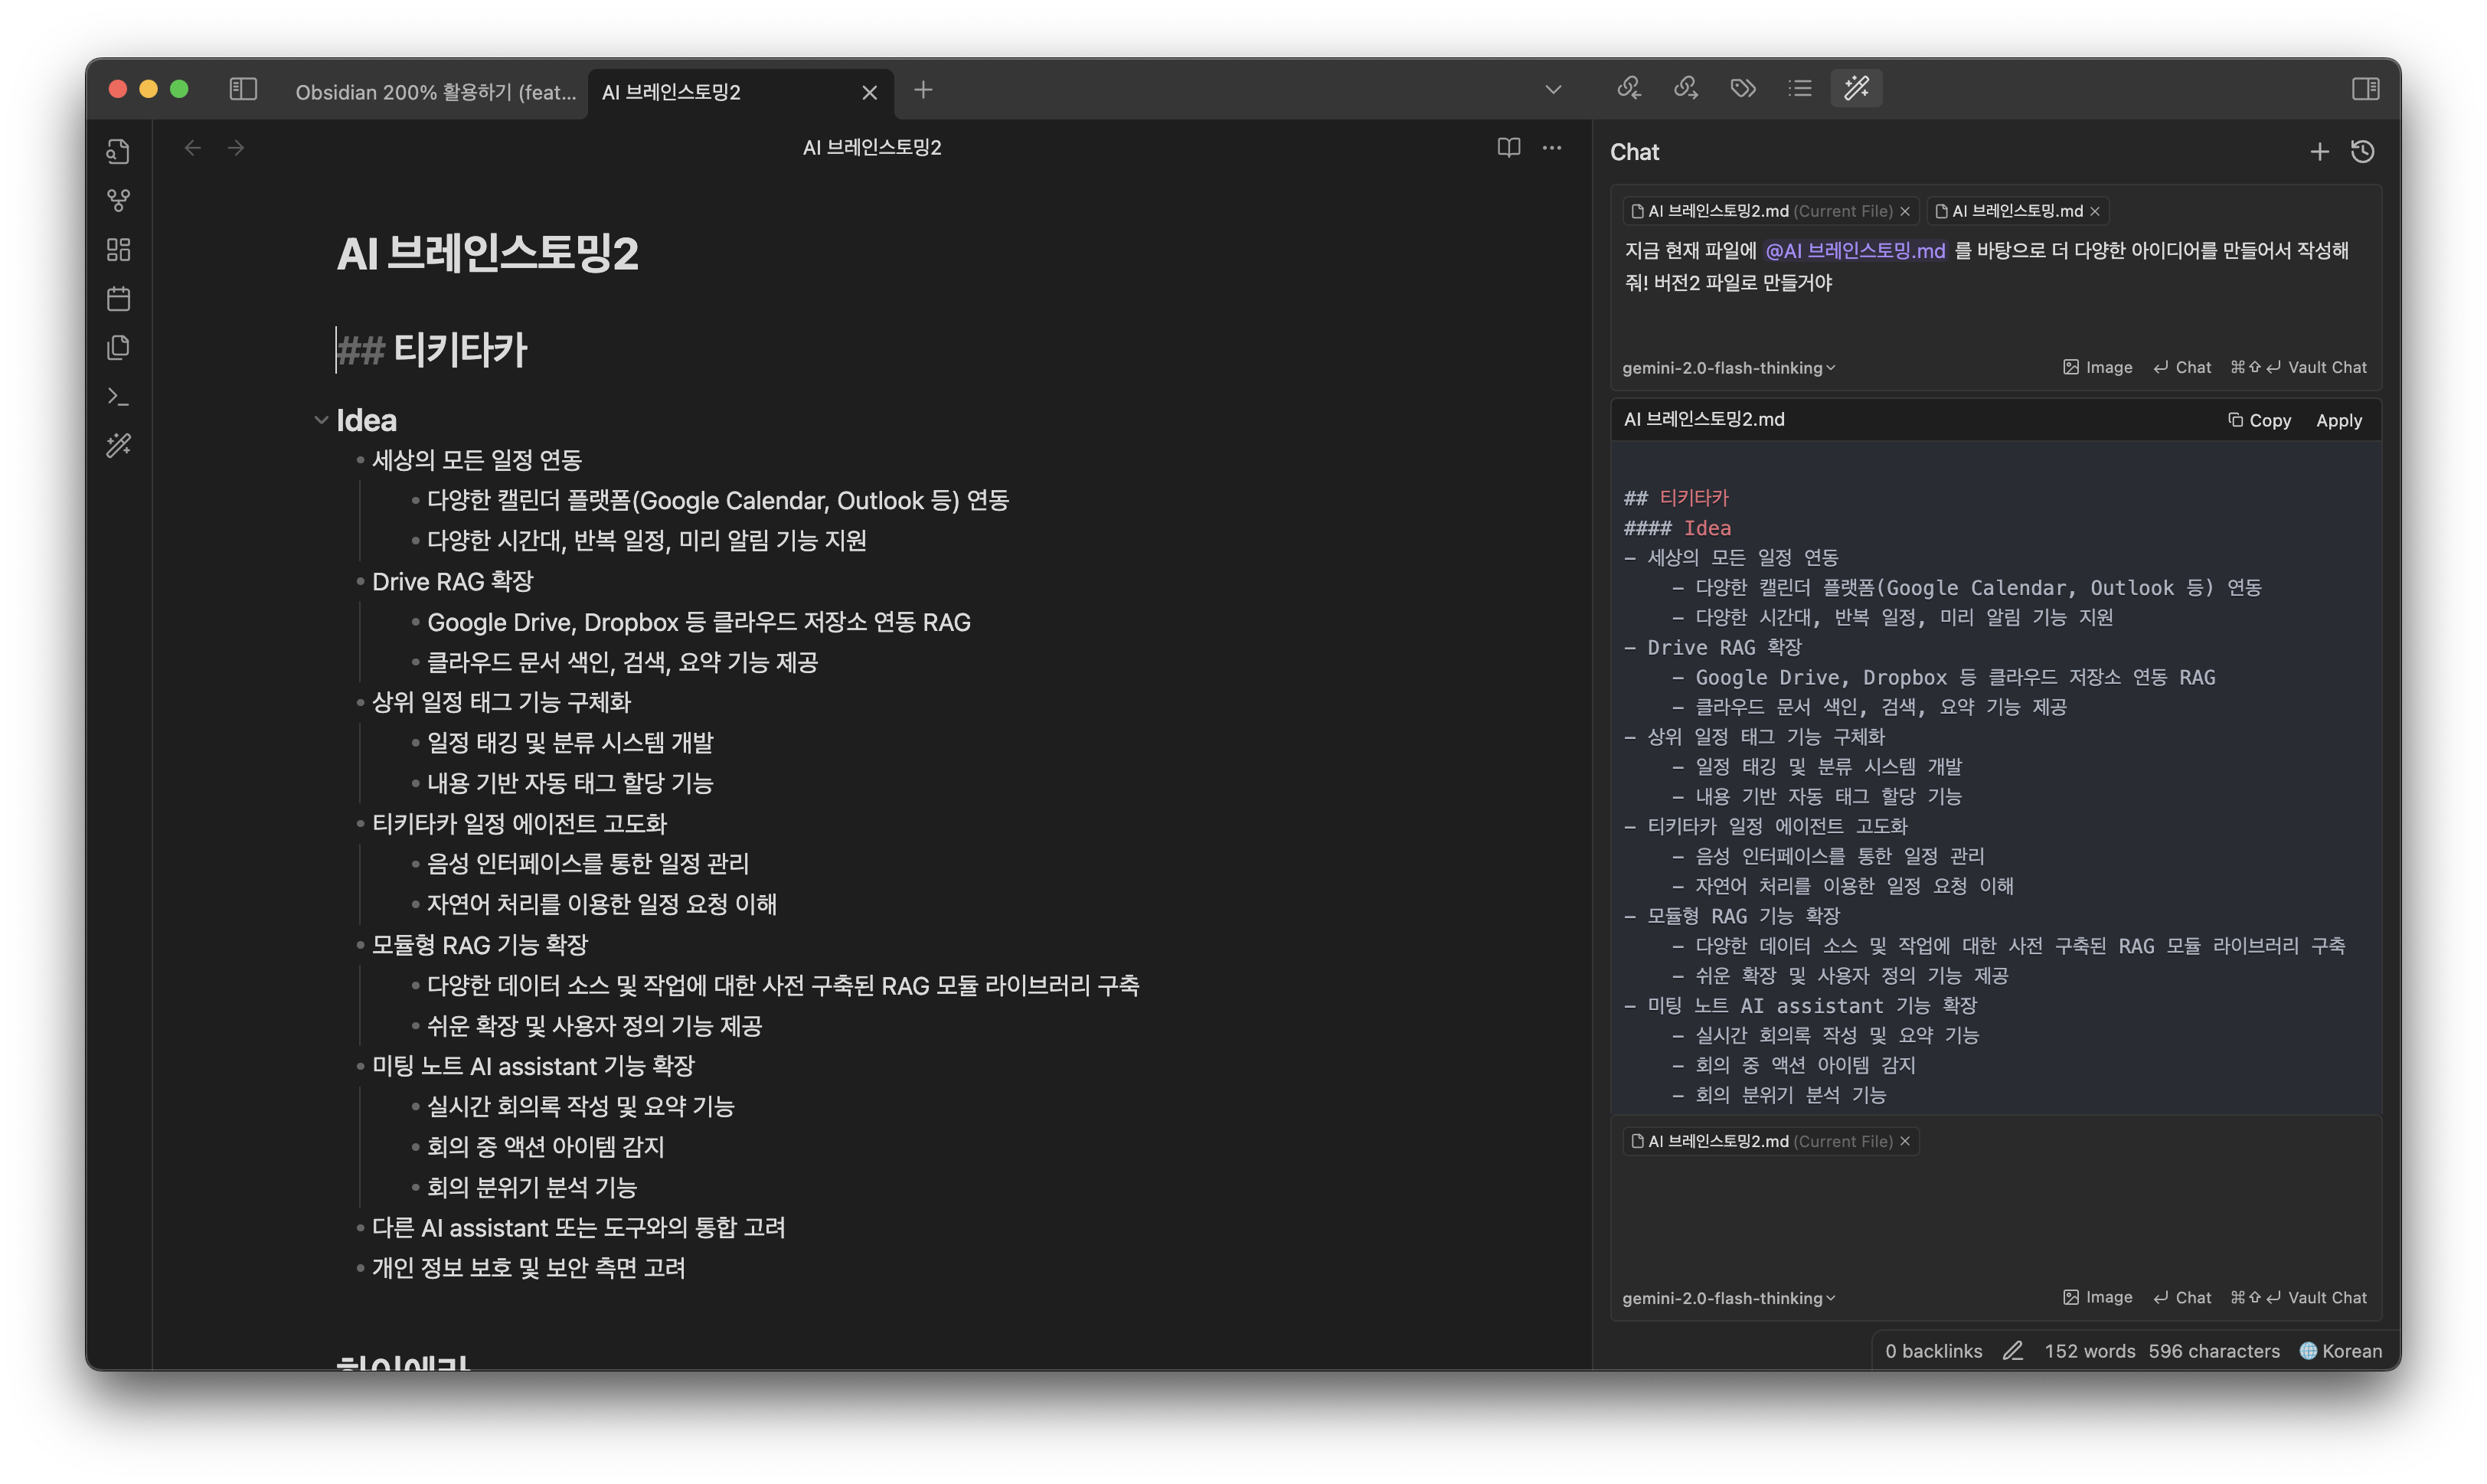 Obsidian 200% 활용하기 (feat...
AI 브레인스토밍2
AI 브레인스토밍2
AI 브레인스토밍2
## 티키타카
Idea
세상의 모든 일정 연동
다양한 캘린더 플랫폼(Google Calendar, Outlook 등) 연동
다양한 시간대, 반복 일정, 미리 알림 기능 지원
Drive RAG 확장
Google Drive, Dropbox 등 클라우드 저장소 연동 RAG
클라우드 문서 색인, 검색, 요약 기능 제공
상위 일정 태그 기능 구체화
일정 태깅 및 분류 시스템 개발
내용 기반 자동 태그 할당 기능
티키타카 일정 에이전트 고도화
음성 인터페이스를 통한 일정 관리
자연어 처리를 이용한 일정 요청 이해
모듈형 RAG 기능 확장
다양한 데이터 소스 및 작업에 대한 사전 구축된 RAG 모듈 라이브러리 구축
쉬운 확장 및 사용자 정의 기능 제공
미팅 노트 AI assistant 기능 확장
실시간 회의록 작성 및 요약 기능
회의 중 액션 아이템 감지
회의 분위기 분석 기능
다른 AI assistant 또는 도구와의 통합 고려
개인 정보 보호 및 보안 측면 고려
Chat
AI 브레인스토밍2.md (Current File)
AI 브레인스토밍.md
지금 현재 파일에 @AI 브레인스토밍.md 를 바탕으로 더 다양한 아이디어를 만들어서 작성해
줘! 버전2 파일로 만들거야
gemini-2.0-flash-thinking
Image
Chat
⌘⇧↵ Vault Chat
AI 브레인스토밍2.md
Copy
Apply
## 티키타카
#### Idea
- 세상의 모든 일정 연동
- 다양한 캘린더 플랫폼(Google Calendar, Outlook 등) 연동
- 다양한 시간대, 반복 일정, 미리 알림 기능 지원
- Drive RAG 확장
- Google Drive, Dropbox 등 클라우드 저장소 연동 RAG
- 클라우드 문서 색인, 검색, 요약 기능 제공
- 상위 일정 태그 기능 구체화
- 일정 태깅 및 분류 시스템 개발
- 내용 기반 자동 태그 할당 기능
- 티키타카 일정 에이전트 고도화
- 음성 인터페이스를 통한 일정 관리
- 자연어 처리를 이용한 일정 요청 이해
- 모듈형 RAG 기능 확장
- 다양한 데이터 소스 및 작업에 대한 사전 구축된 RAG 모듈 라이브러리 구축
- 쉬운 확장 및 사용자 정의 기능 제공
- 미팅 노트 AI assistant 기능 확장
- 실시간 회의록 작성 및 요약 기능
- 회의 중 액션 아이템 감지
- 회의 분위기 분석 기능
AI 브레인스토밍2.md (Current File)
gemini-2.0-flash-thinking
Image
Chat
⌘⇧↵ Vault Chat
0 backlinks
152 words 596 characters
Korean